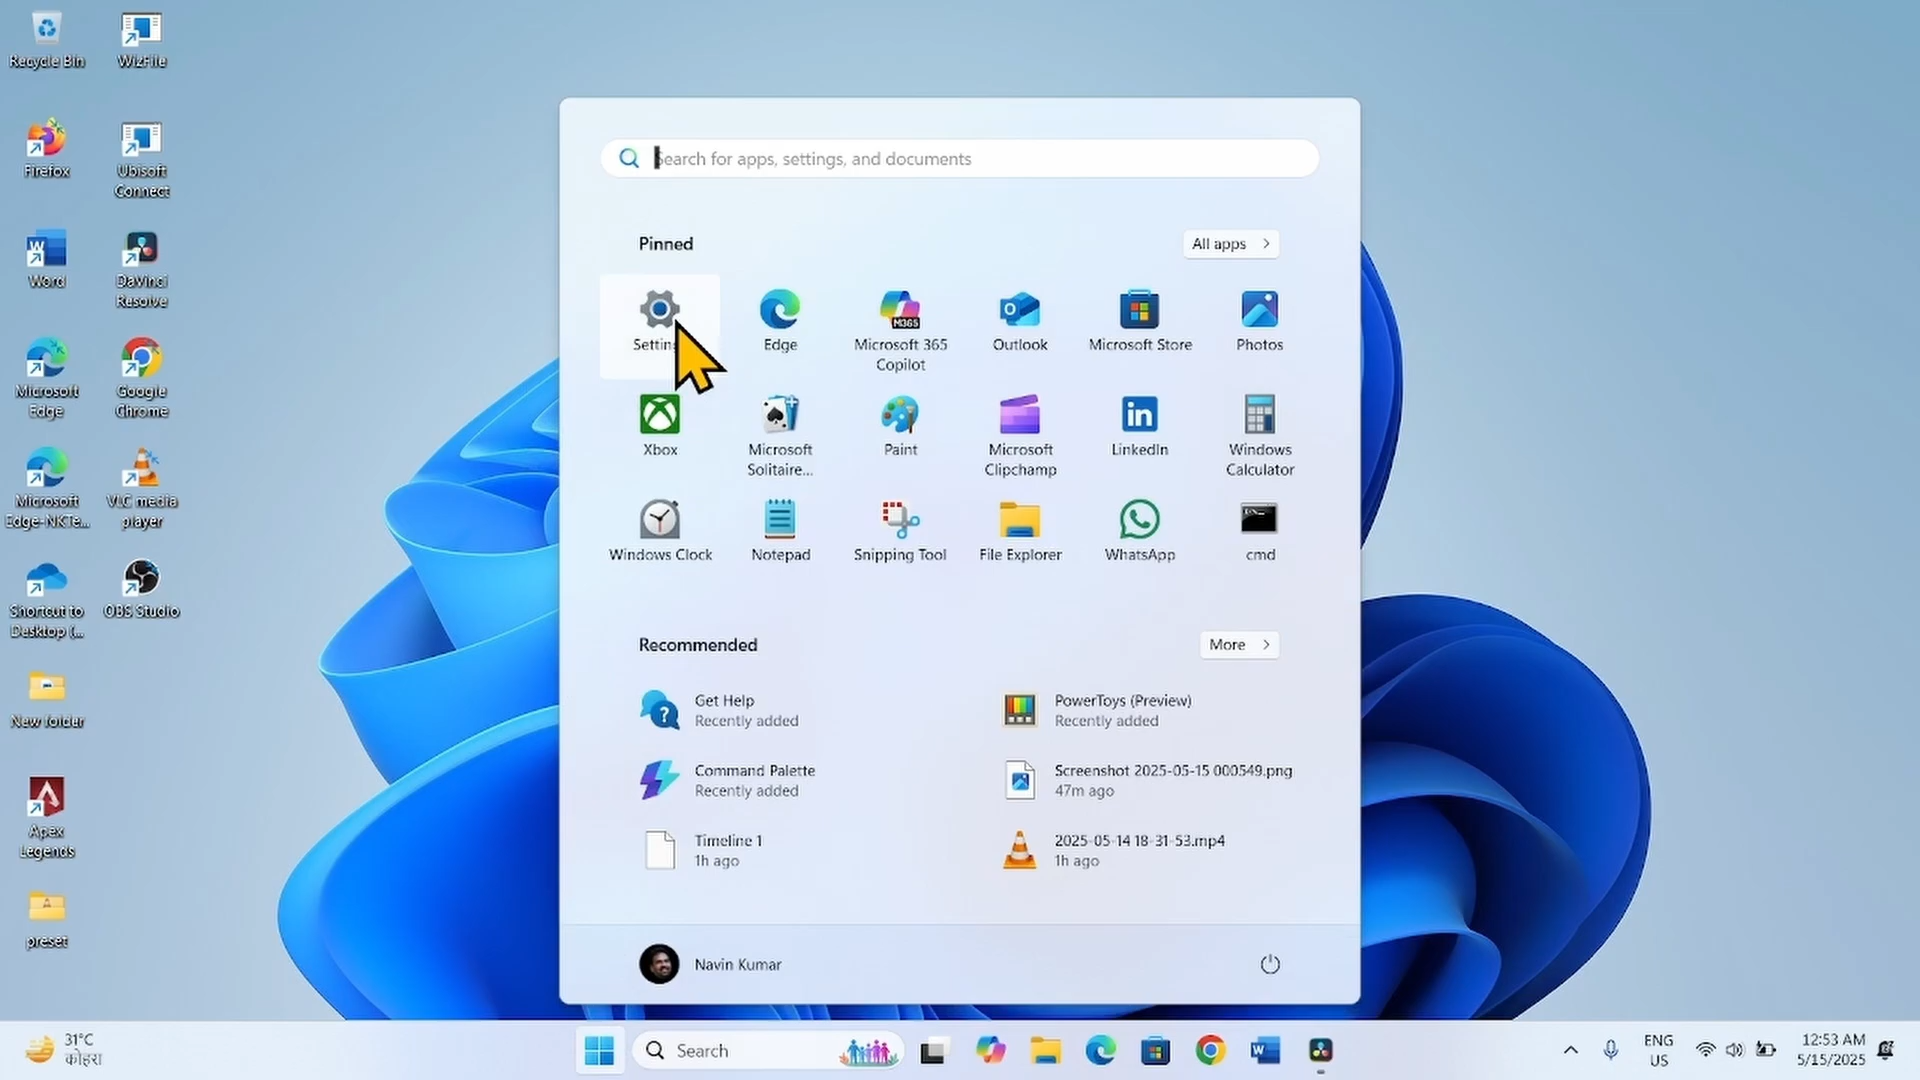 Recycle Bin
WizFile
Firefox
Ubisoft
Connect
Word
DaVinci
Resolve
Microsoft
Edge
Google
Chrome
Microsoft
Edge-NKTe...
VLC media
player
Shortcut to
Desktop (...
OBS Studio
New folder
Apex
Legends
preset
Search for apps, settings, and documents
Pinned
All apps
Settin
Edge
M365
Microsoft 365
Copilot
Outlook
Microsoft Store
Photos
Xbox
Microsoft
Solitaire...
Paint
Microsoft
Clipchamp
LinkedIn
Windows
Calculator
Windows Clock
Notepad
Snipping Tool
File Explorer
WhatsApp
cmd
Recommended
More
Get Help
Recently added
PowerToys (Preview)
Recently added
Command Palette
Recently added
Screenshot 2025-05-15 000549.png
47m ago
Timeline 1
1h ago
2025-05-14 18-31-53.mp4
1h ago
Navin Kumar
31°C
कोहरा
Search
ENG
US
12:53 AM
5/15/2025